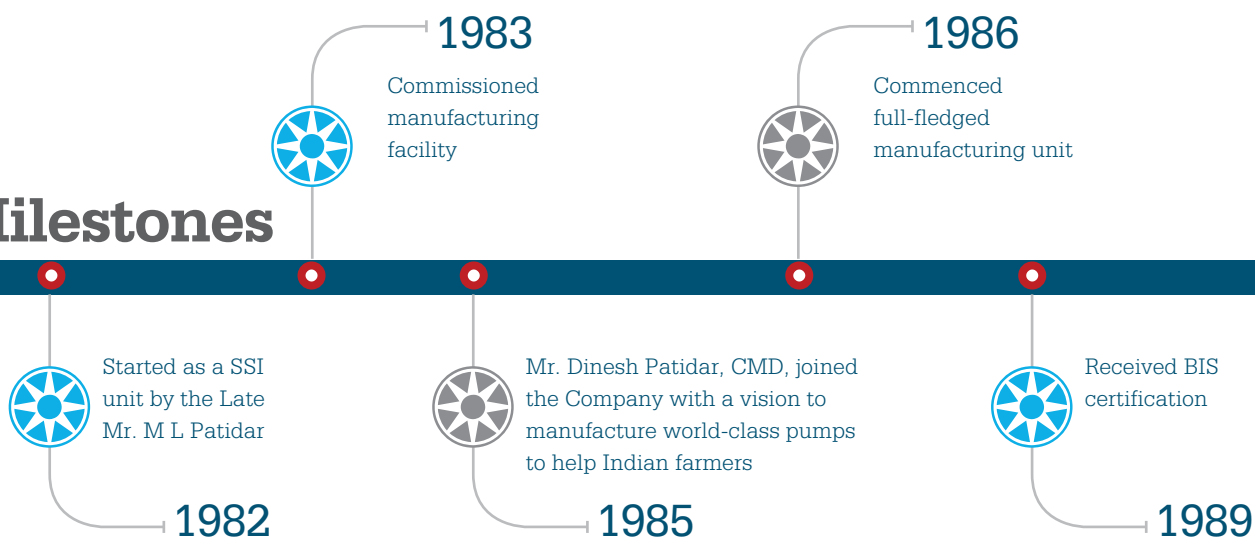 1983
Commissioned
manufacturing
facility
1986
Commenced
full-fledged
manufacturing unit
ilestones
Started as a SSI
unit by the Late
Mr. M L Patidar
1982
Mr. Dinesh Patidar, CMD, joined
the Company with a vision to
manufacture world-class pumps
to help Indian farmers
1985
Received BIS
certification
1989